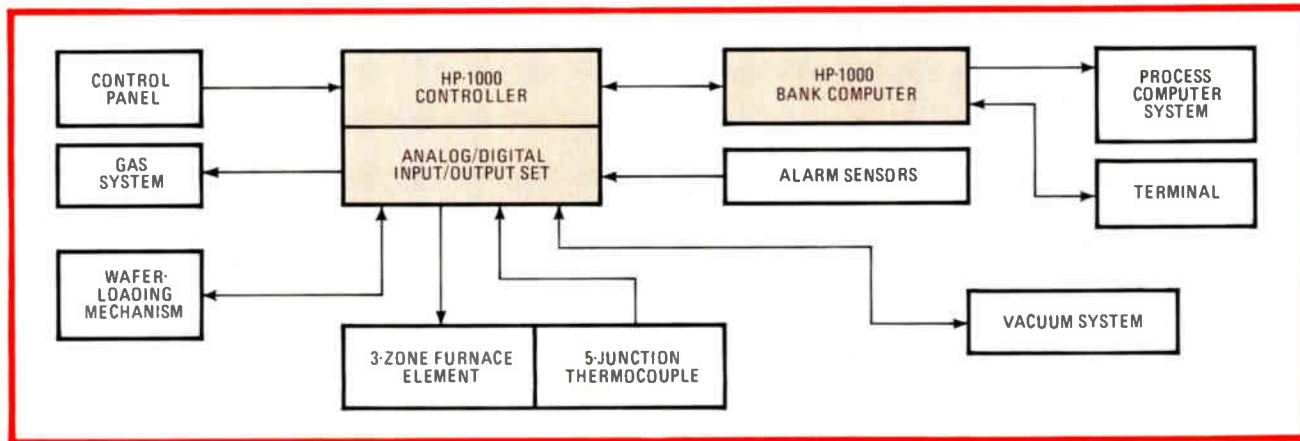 CONTROL
PANEL
HP-1000
CONTROLLER
HP-1000
BANK COMPUTER
PROCESS
COMPUTER
SYSTEM
GAS
SYSTEM
ANALOG/DIGITAL
INPUT/OUTPUT SET
ALARM SENSORS
TERMINAL
WAFER-
LOADING
MECHANISM
3-ZONE FURNACE
ELEMENT
5-JUNCTION
THERMOCOUPLE
VACUUM SYSTEM